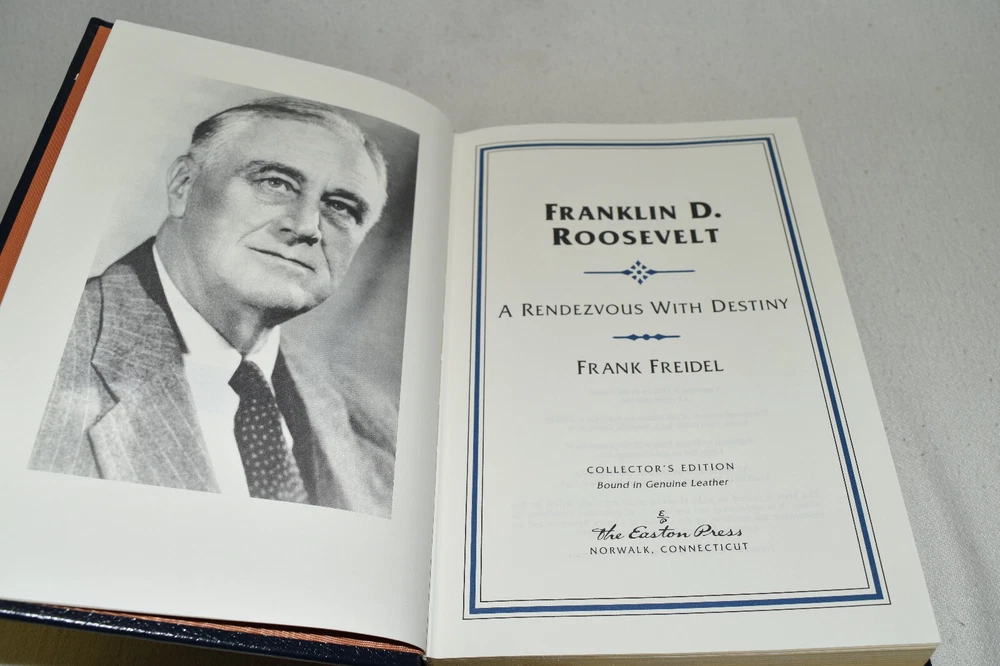 FRANKLIN D.
ROOSEVELT
A RENDEZVOUS WITH DESTINY
FRANK FREIDEL
COLLECTOR'S EDITION
Bound in Genuine Leather
E/P
The Easton Press
NORWALK, CONNECTICUT